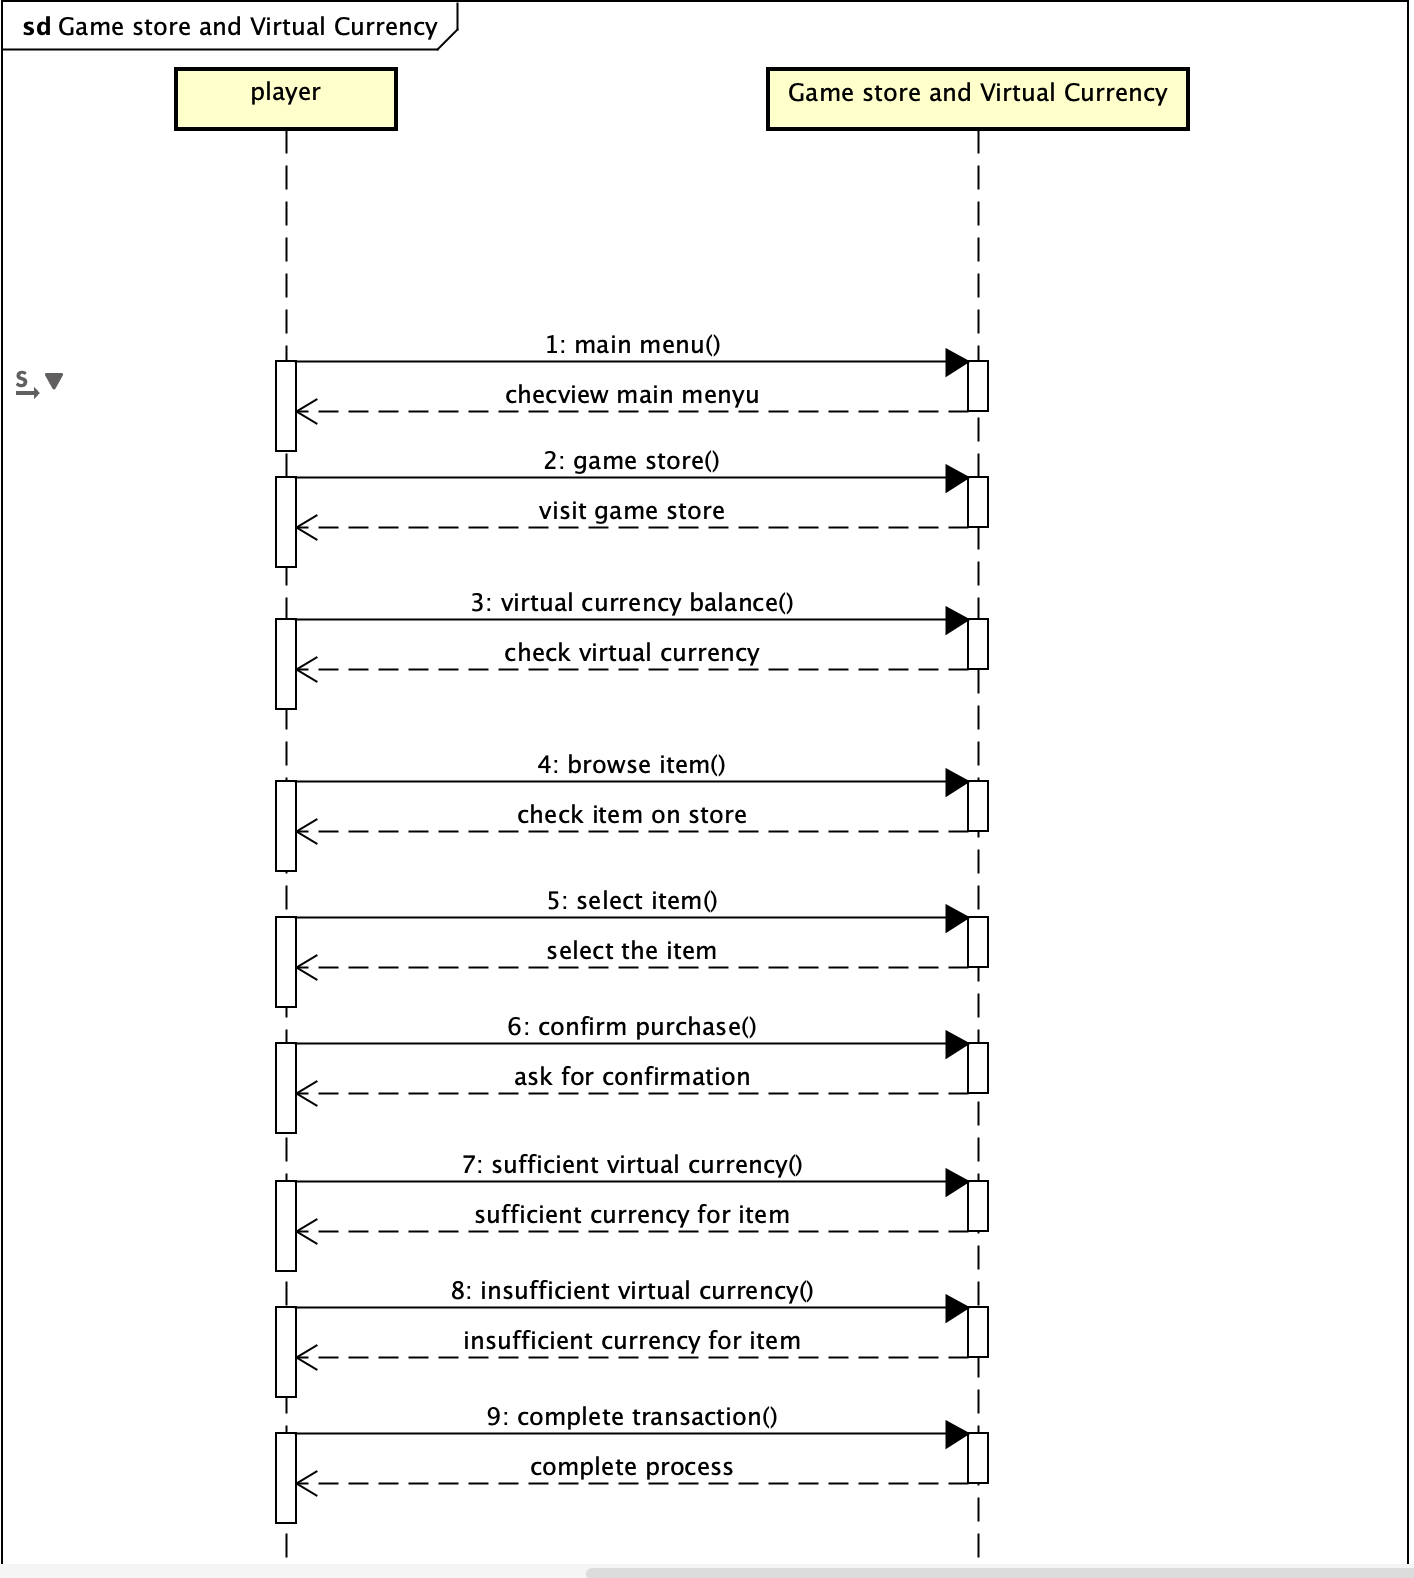 sd Game store and Virtual Currency
player
Game store and Virtual Currency
1: main menu()
S
checview main menyu
2: game store()
visit game store
3: virtual currency balance()
check virtual currency
4: browse item()
check item on store
5: select item()
select the item
6: confirm purchase()
ask for confirmation
7: sufficient virtual currency()
sufficient currency for item
8: insufficient virtual currency()
insufficient currency for item
9: complete transaction()
complete process